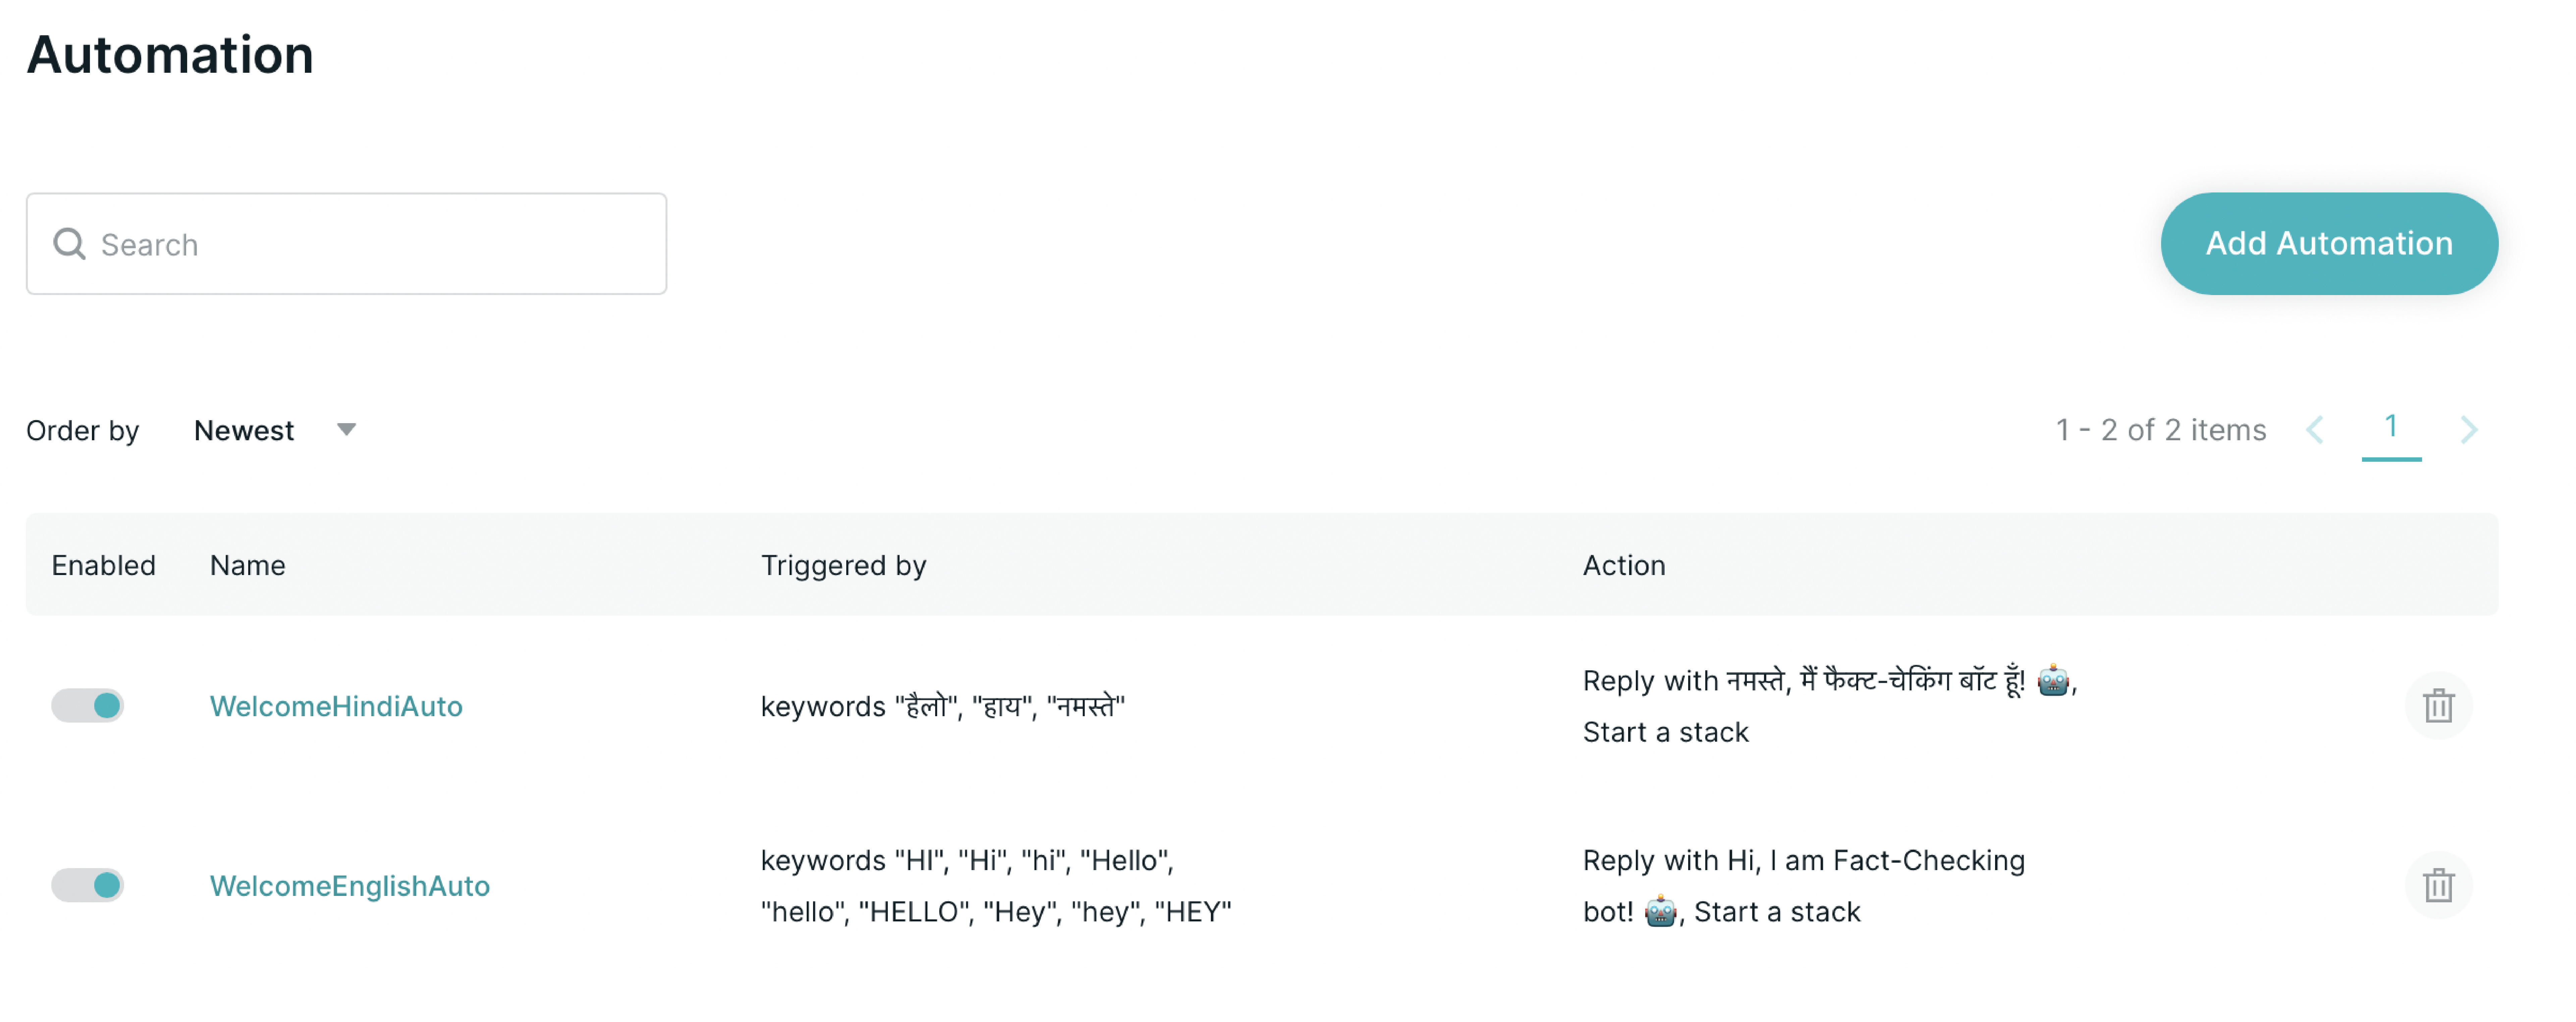 Automation
Search
Add Automation
Order by Newest
1 - 2 of 2 items 1
Enabled Name Triggered by Action
WelcomeHindiAuto
keywords "हैलो", "हाय", "नमस्ते"
Reply with नमस्ते, मैं फैक्ट-चेकिंग बॉट हूँ! 🤖,
Start a stack
WelcomeEnglishAuto
keywords "HI", "Hi", "hi", "Hello",
"hello", "HELLO", "Hey", "hey", "HEY"
Reply with Hi, I am Fact-Checking
bot! 🤖, Start a stack